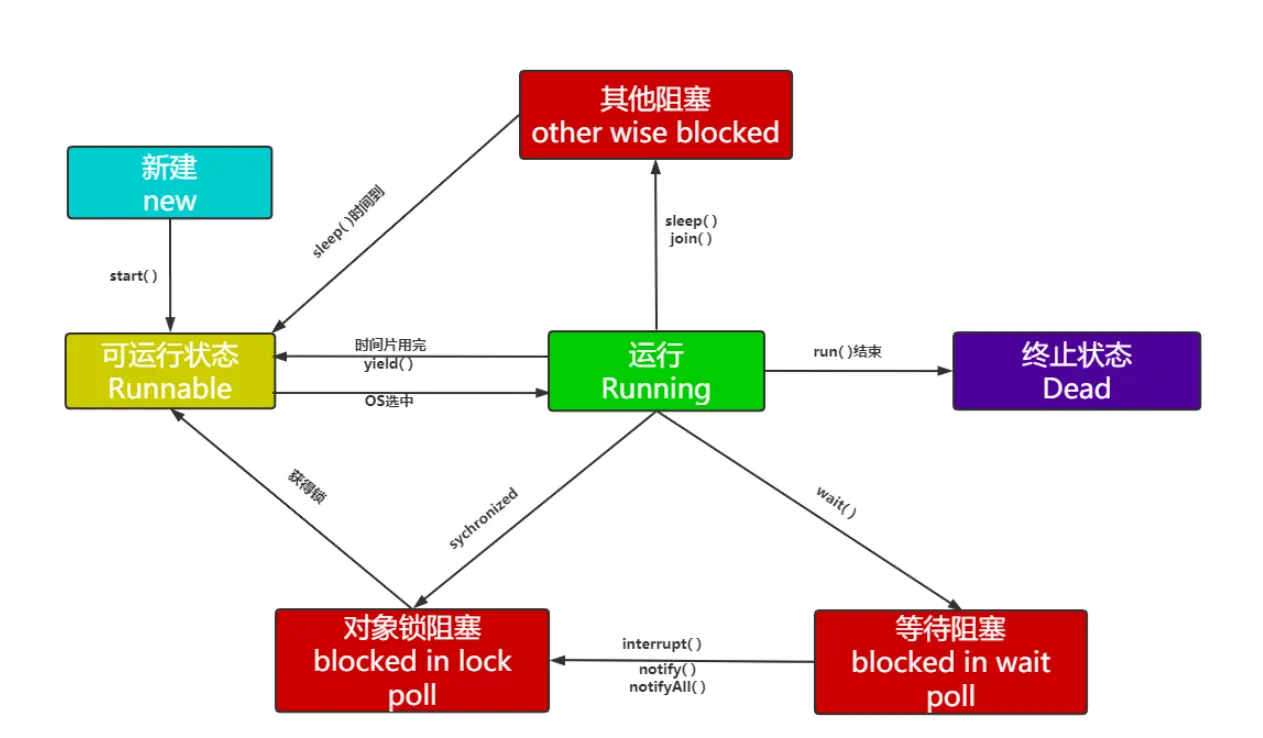 其他阻塞
other wise blocked
新建
new
sleep( )时间到
sleep( )
join( )
start( )
可运行状态
Runnable
时间片用完
yield( )
OS选中
运行
Running
run( )结束
终止状态
Dead
获得锁
sychronized
wait( )
对象锁阻塞
blocked in lock
poll
interrupt( )
notify( )
notifyAll( )
等待阻塞
blocked in wait
poll